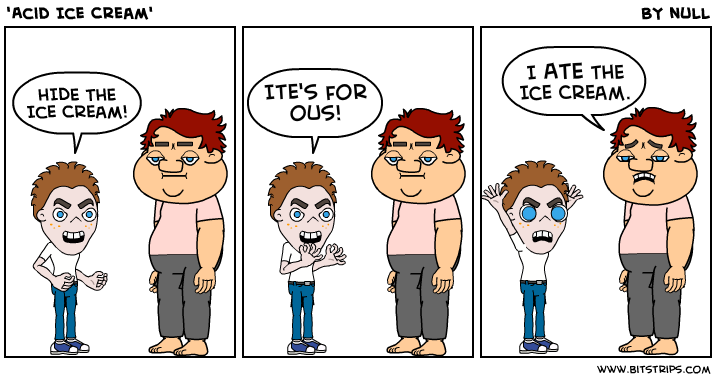 'ACID ICE CREAM'
BY NULL
HIDE THE
ICE CREAM!
ITE'S FOR
OUS!
I ATE THE
ICE CREAM.
WWW.BITSTRIPS.COM